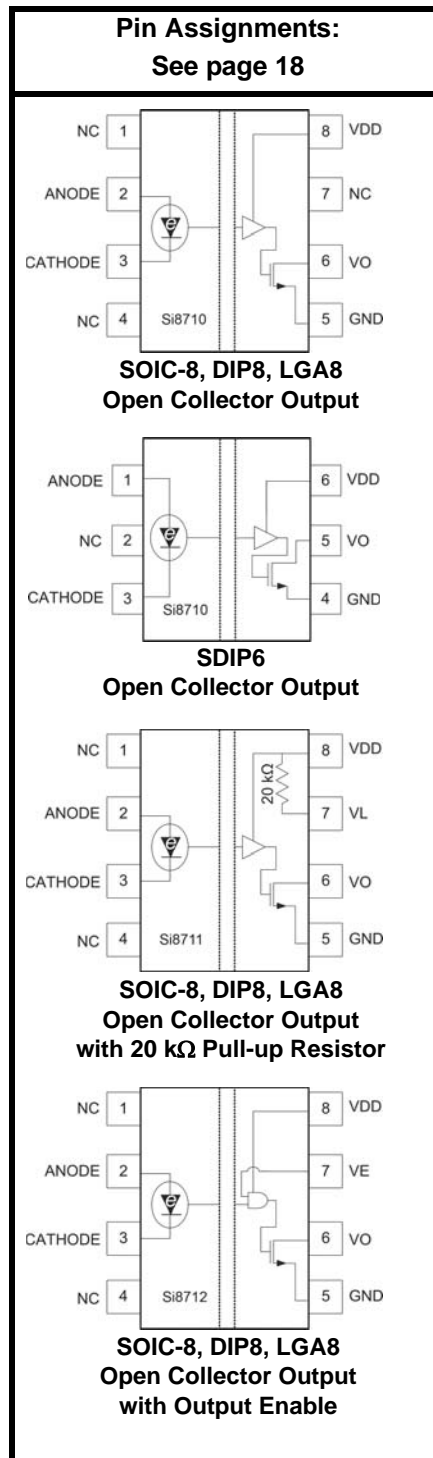 Pin Assignments:
See page 18
NC 1
8 VDD
ANODE 2
7 NC
CATHODE 3
6 VO
NC 4
Si8710
5 GND
SOIC-8, DIP8, LGA8
Open Collector Output
ANODE 1
6 VDD
NC 2
5 VO
CATHODE 3
4 GND
Si8710
SDIP6
Open Collector Output
NC 1
8 VDD
20 kΩ
ANODE 2
7 VL
CATHODE 3
6 VO
NC 4
Si8711
5 GND
SOIC-8, DIP8, LGA8
Open Collector Output
with 20 kΩ Pull-up Resistor
NC 1
8 VDD
ANODE 2
7 VE
CATHODE 3
6 VO
NC 4
Si8712
5 GND
SOIC-8, DIP8, LGA8
Open Collector Output
with Output Enable